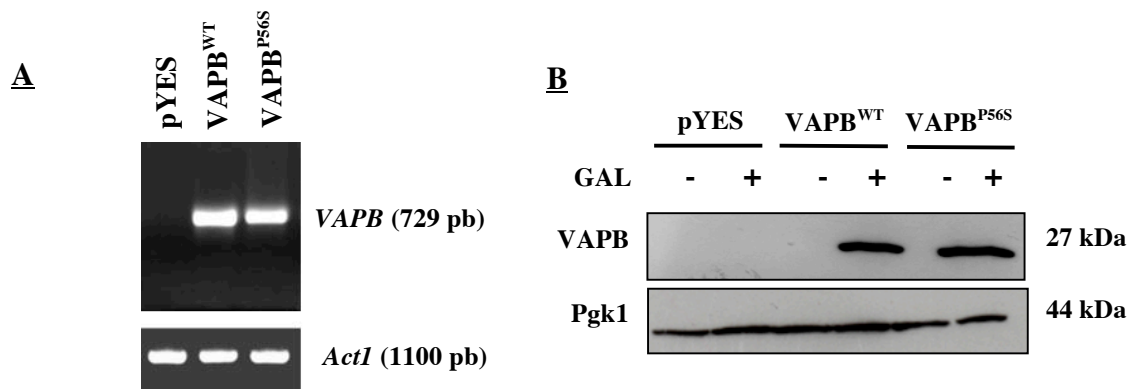 A
pYES
VAPBᵂᵀ
VAPBᴾ⁵⁶ˢ
VAPB (729 pb)
Act1 (1100 pb)
B
pYES VAPBᵂᵀ VAPBᴾ⁵⁶ˢ
GAL - + - + - +
VAPB 27 kDa
Pgk1 44 kDa